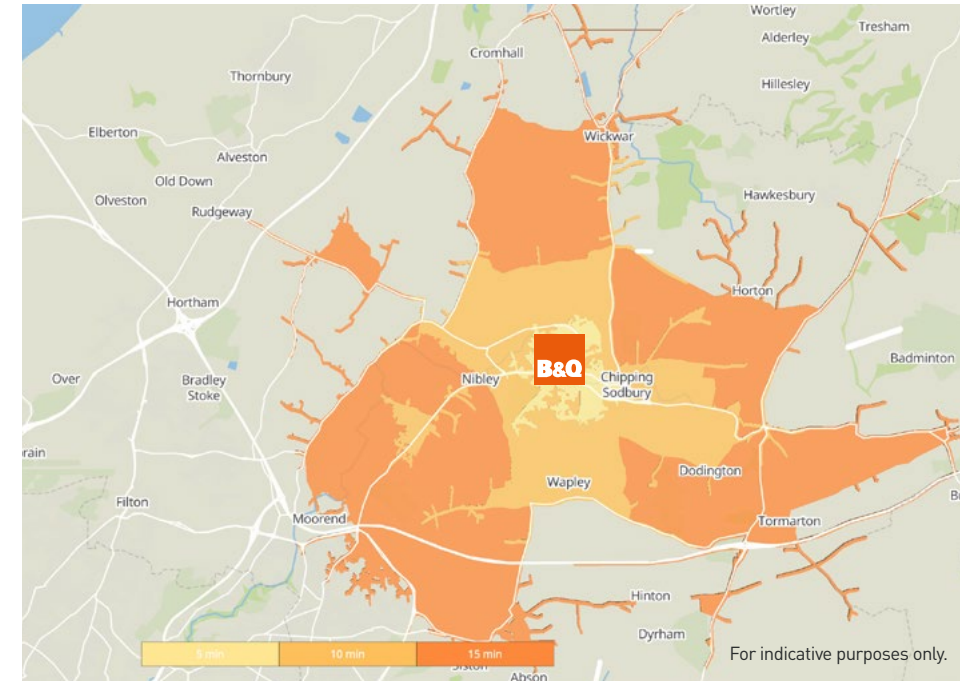 Wortley
Tresham
Alderley
Cromhall
Thornbury
Hillesley
Elberton
Wickwar
Alveston
Old Down
Hawkesbury
Olveston
Rudgeway
Horton
Hortham
Badminton
B&Q
Over
Bradley
Stoke
Nibley
Chipping
Sodbury
rain
Dodington
Wapley
Filton
Moorend
Tormarton
Hinton
Dyrham
5 min
10 min
15 min
For indicative purposes only.
Abson